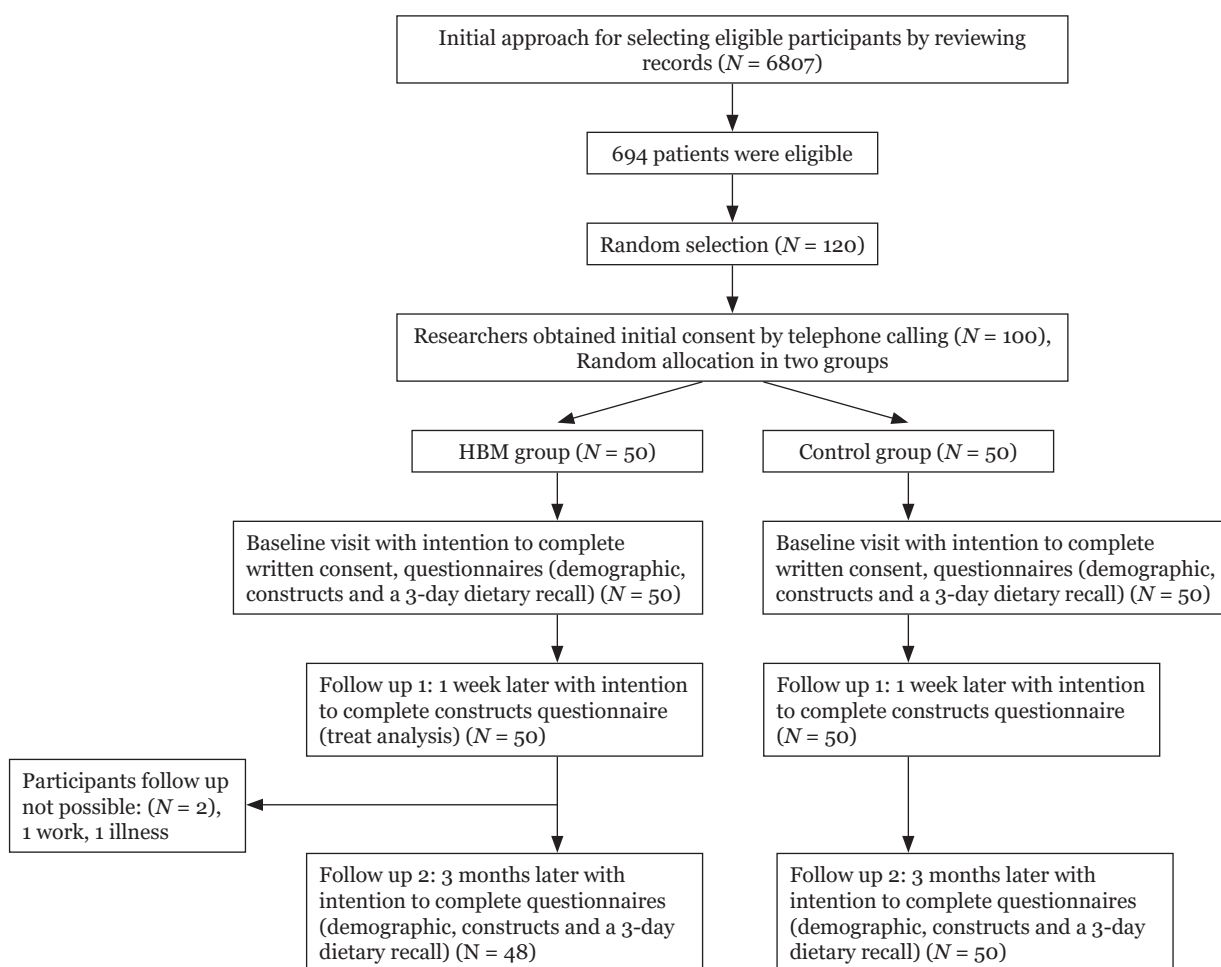 Initial approach for selecting eligible participants by reviewing
records (N = 6807)
694 patients were eligible
Random selection (N = 120)
Researchers obtained initial consent by telephone calling (N = 100),
Random allocation in two groups
HBM group (N = 50)
Control group (N = 50)
Baseline visit with intention to complete
written consent, questionnaires (demographic,
constructs and a 3-day dietary recall) (N = 50)
Baseline visit with intention to complete
written consent, questionnaires (demographic,
constructs and a 3-day dietary recall) (N = 50)
Follow up 1: 1 week later with intention
to complete constructs questionnaire
(treat analysis) (N = 50)
Follow up 1: 1 week later with intention
to complete constructs questionnaire
(N = 50)
Participants follow up
not possible: (N = 2),
1 work, 1 illness
Follow up 2: 3 months later with
intention to complete questionnaires
(demographic, constructs and a 3-day
dietary recall) (N = 48)
Follow up 2: 3 months later with
intention to complete questionnaires
(demographic, constructs and a 3-day
dietary recall) (N = 50)